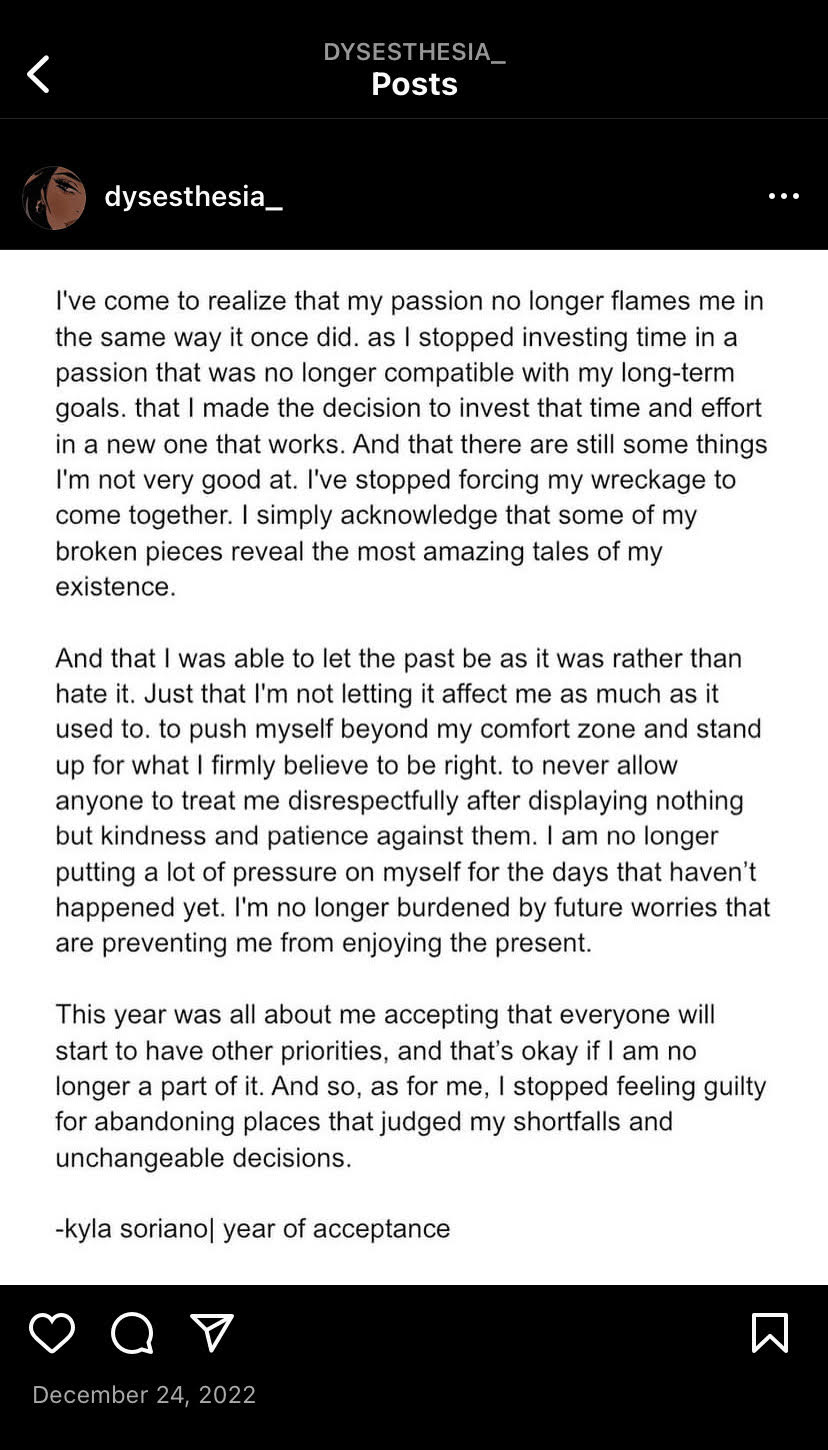 DYSESTHESIA_
Posts
dysesthesia_
I've come to realize that my passion no longer flames me in
the same way it once did. as I stopped investing time in a
passion that was no longer compatible with my long-term
goals. that I made the decision to invest that time and effort
in a new one that works. And that there are still some things
I'm not very good at. I've stopped forcing my wreckage to
come together. I simply acknowledge that some of my
broken pieces reveal the most amazing tales of my
existence.
And that I was able to let the past be as it was rather than
hate it. Just that I'm not letting it affect me as much as it
used to. to push myself beyond my comfort zone and stand
up for what I firmly believe to be right. to never allow
anyone to treat me disrespectfully after displaying nothing
but kindness and patience against them. I am no longer
putting a lot of pressure on myself for the days that haven’t
happened yet. I'm no longer burdened by future worries that
are preventing me from enjoying the present.
This year was all about me accepting that everyone will
start to have other priorities, and that’s okay if I am no
longer a part of it. And so, as for me, I stopped feeling guilty
for abandoning places that judged my shortfalls and
unchangeable decisions.
-kyla soriano| year of acceptance
December 24, 2022